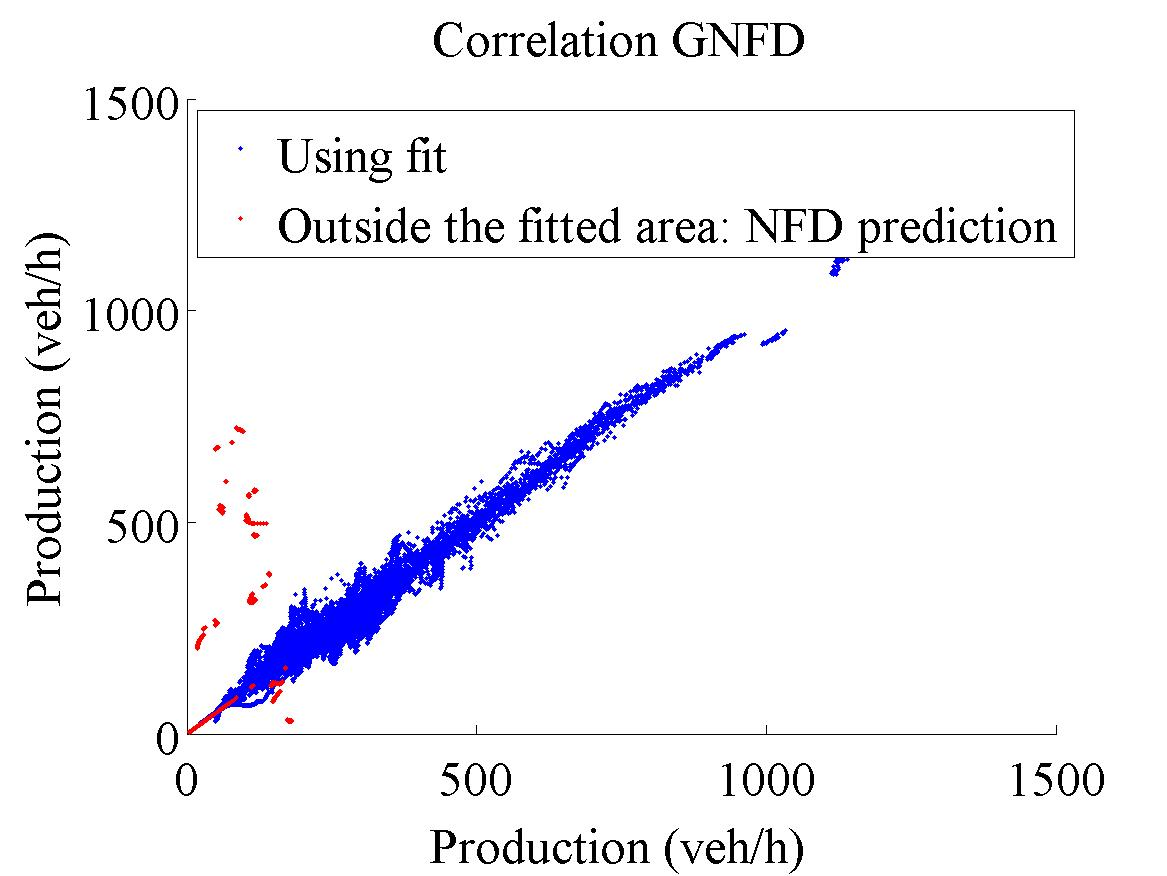 Correlation GNFD
1500
Using fit
Outside the fitted area: NFD prediction
1000
500
0
Production (veh/h)
0 500 1000 1500
Production (veh/h)